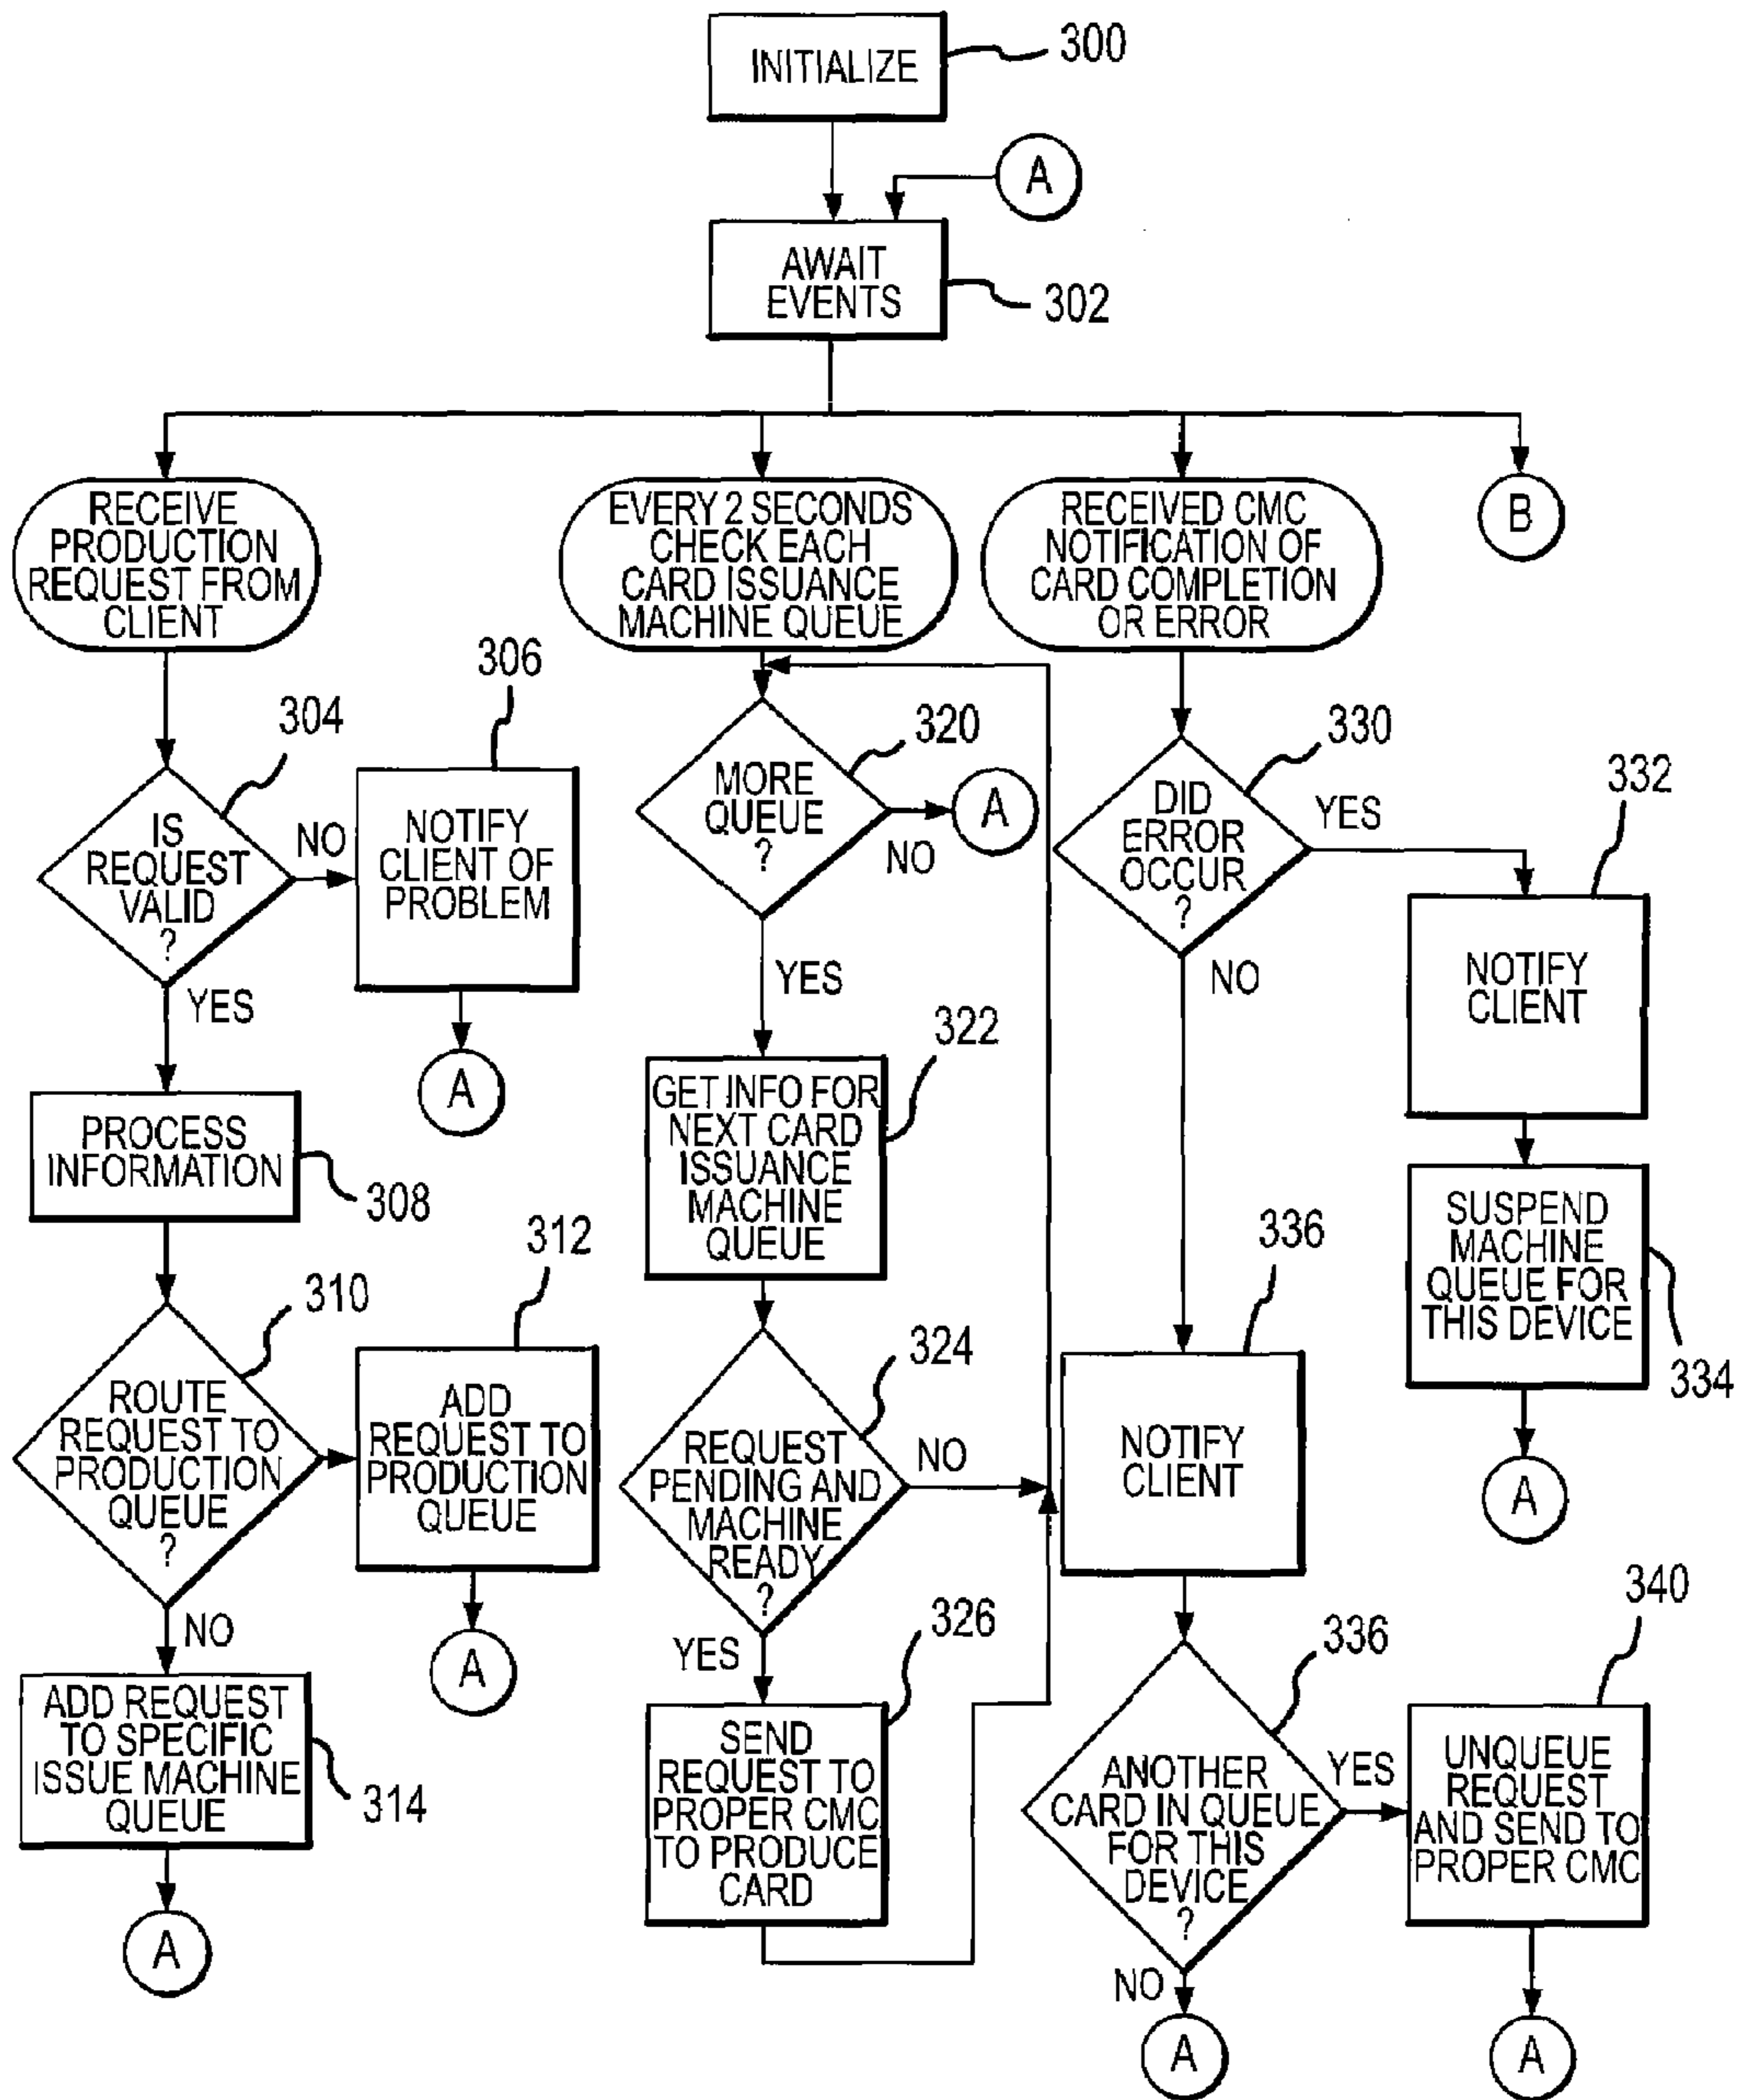 INITIALIZE
300
A
AWAIT
EVENTS
302
RECEIVE
PRODUCTION
REQUEST FROM
CLIENT
EVERY 2 SECONDS
CHECK EACH
CARD ISSUANCE
MACHINE QUEUE
RECEIVED CMC
NOTIFICATION OF
CARD COMPLETION
OR ERROR
B
304
IS
REQUEST
VALID
?
NO
YES
306
NOTIFY
CLIENT OF
PROBLEM
A
PROCESS
INFORMATION
308
310
ROUTE
REQUEST TO
PRODUCTION
QUEUE
?
NO
312
ADD
REQUEST TO
PRODUCTION
QUEUE
A
ADD REQUEST
TO SPECIFIC
ISSUE MACHINE
QUEUE
314
A
320
MORE
QUEUE
?
NO
A
YES
322
GET INFO FOR
NEXT CARD
ISSUANCE
MACHINE
QUEUE
324
REQUEST
PENDING AND
MACHINE
READY
?
NO
YES
326
SEND
REQUEST TO
PROPER CMC
TO PRODUCE
CARD
330
DID
ERROR
OCCUR
?
YES
NO
332
NOTIFY
CLIENT
SUSPEND
MACHINE
QUEUE FOR
THIS DEVICE
334
A
336
NOTIFY
CLIENT
336
ANOTHER
CARD IN QUEUE
FOR THIS
DEVICE
?
YES
NO
A
340
UNQUEUE
REQUEST
AND SEND TO
PROPER CMC
A